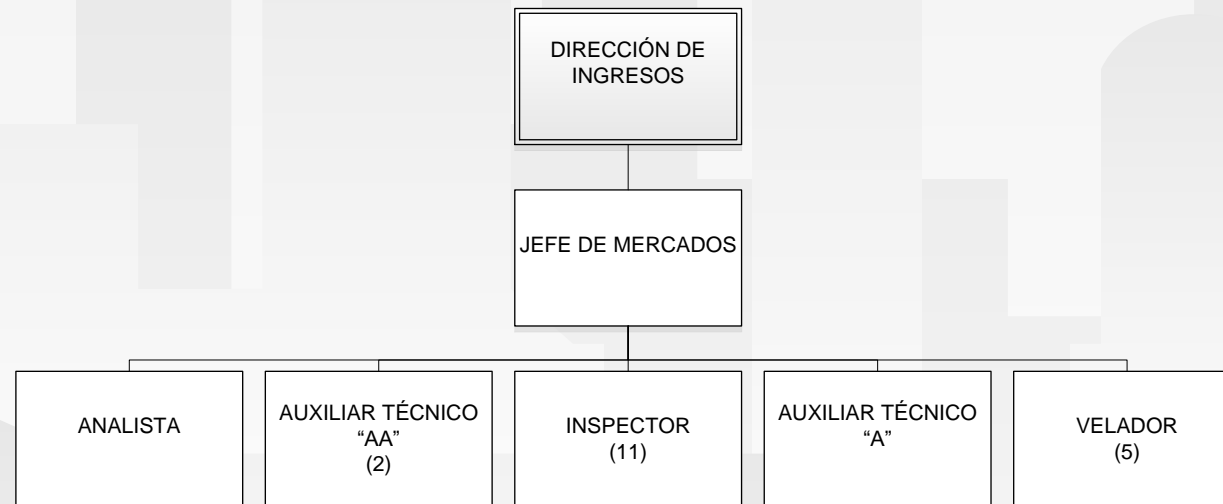 DIRECCIÓN DE
INGRESOS
JEFE DE MERCADOS
ANALISTA
AUXILIAR TÉCNICO
“AA”
(2)
INSPECTOR
(11)
AUXILIAR TÉCNICO
“A”
VELADOR
(5)